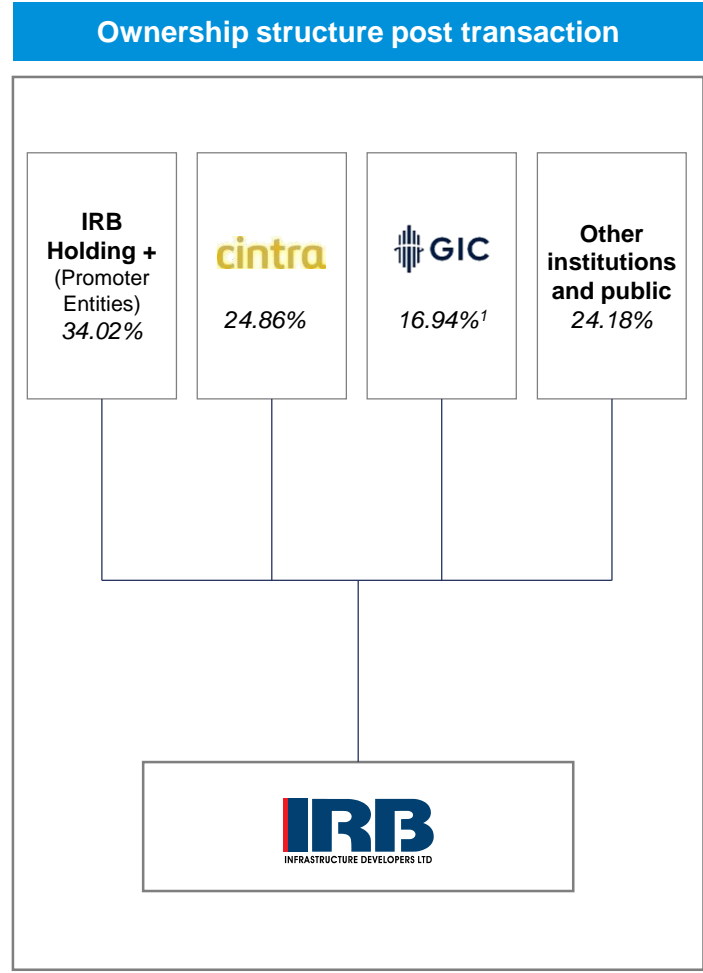 Ownership structure post transaction
IRB
Holding +
(Promoter
Entities)
34.02%
cintra
24.86%
GIC
16.94%¹
Other
institutions
and public
24.18%
IRB
INFRASTRUCTURE DEVELOPERS LTD